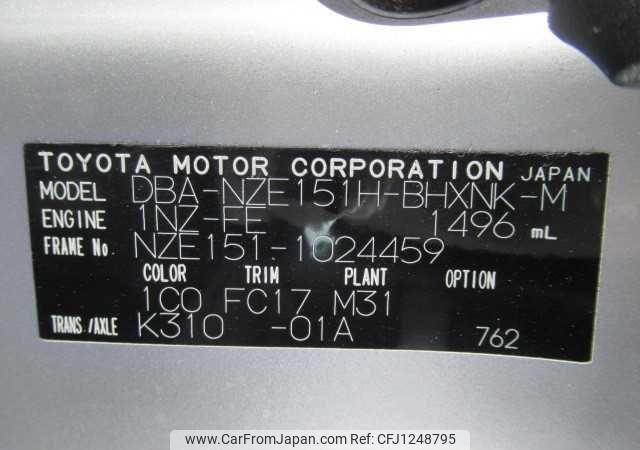 TOYOTA MOTOR CORPORATION JAPAN
MODEL DBA-NZE151H-BHXNK-M
ENGINE 1NZ-FE 1496 mL
FRAME No. NZE151-1024459
COLOR TRIM PLANT OPTION
1C0 FC17 M31
TRANS./AXLE K310 -01A 762
www.CarFromJapan.com REF No. CFJ1248795